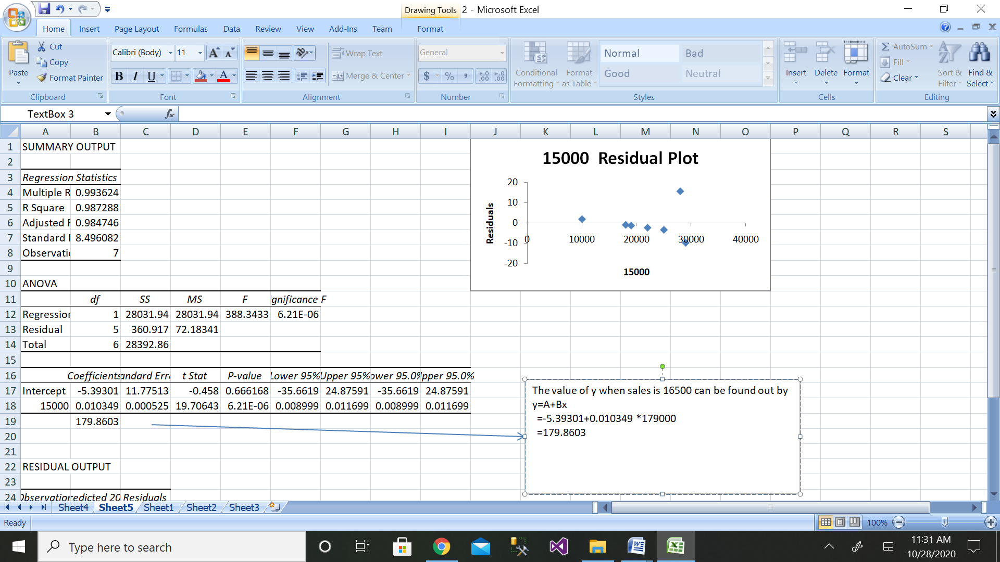 Drawing Tools 2 - Microsoft Excel
Home Insert Page Layout Formulas Data Review View Add-Ins Team Format
Paste
Cut
Copy
Format Painter
Clipboard
Calibri (Body) 11
B I U
Font
Wrap Text
Merge & Center
Alignment
General
$ % ,
Number
Conditional Formatting
Format as Table
Normal Bad
Good Neutral
Styles
Insert Delete Format
Cells
AutoSum
Fill
Clear
Sort & Filter
Find & Select
Editing
TextBox 3 fx
A B C D E F G H I J K L M N O P Q R S
1 SUMMARY OUTPUT
2
3 Regression Statistics
4 Multiple R 0.993624
5 R Square 0.987288
6 Adjusted R 0.984746
7 Standard E 8.496082
8 Observatio 7
9
10 ANOVA
11 df SS MS F ignificance F
12 Regression 1 28031.94 28031.94 388.3433 6.21E-06
13 Residual 5 360.917 72.18341
14 Total 6 28392.86
15
16 Coefficients andard Erro t Stat P-value Lower 95% Upper 95% ower 95.0% pper 95.0%
17 Intercept -5.39301 11.77513 -0.458 0.666168 -35.6619 24.87591 -35.6619 24.87591
18 15000 0.010349 0.000525 19.70643 6.21E-06 0.008999 0.011699 0.008999 0.011699
19 179.8603
20
21
22 RESIDUAL OUTPUT
23
24 Observation redicted 20 Residuals
15000 Residual Plot
Residuals
20
10
0
-10
-20
0 10000 20000 30000 40000
15000
The value of y when sales is 16500 can be found out by
y=A+Bx
=-5.39301+0.010349 *179000
=179.8603
Sheet4 Sheet5 Sheet1 Sheet2 Sheet3
Ready 100%
Type here to search
11:31 AM
10/28/2020